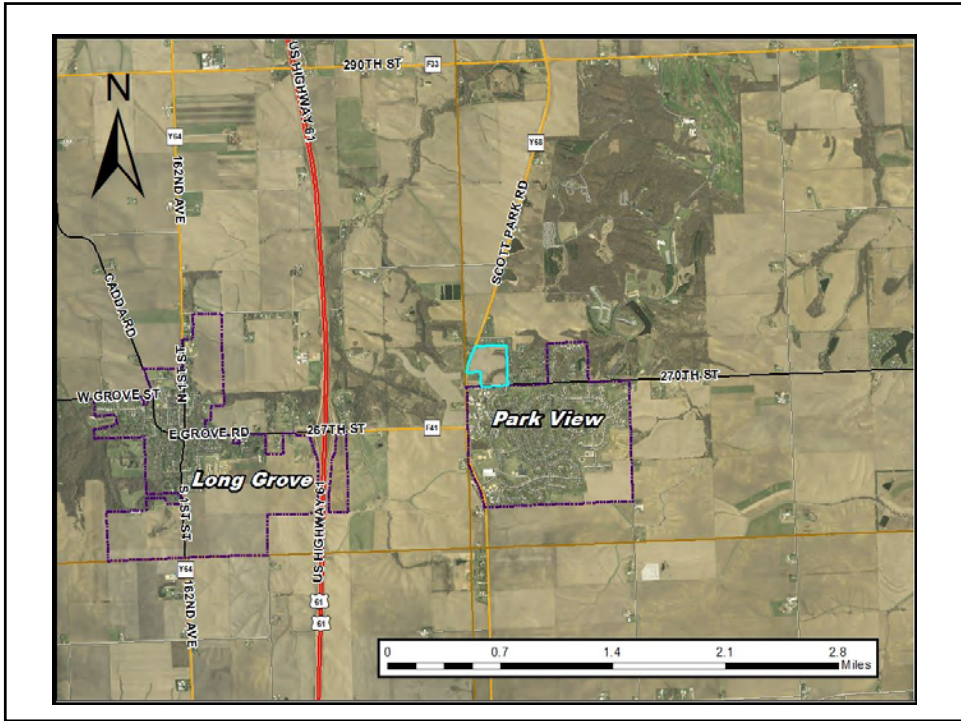 290TH ST
F33
US HIGHWAY 61
N
Y64
162ND AVE
Y68
SCOTT PARK RD
CADDA RD
N 1ST ST
W GROVE ST
270TH ST
E GROVE RD
267TH ST
F41
Park View
Long Grove
S 1ST ST
US HIGHWAY 61
Y64
162ND AVE
61
61
0 0.7 1.4 2.1 2.8
Miles